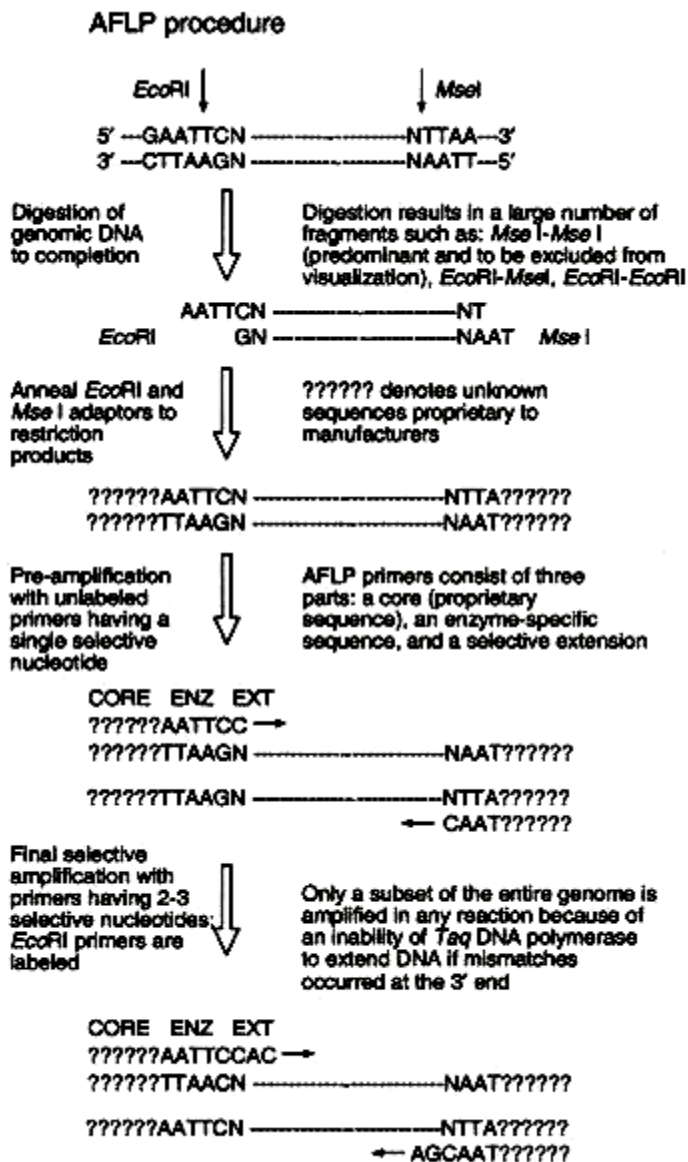 AFLP procedure
EcoRI MseI
5' ---GAATTCN ---------------------NTTAA---3'
3' ---CTTAAGN ---------------------NAATT---5'
Digestion of
genomic DNA
to completion
Digestion results in a large number of
fragments such as: Mse I-Mse I
(predominant and to be excluded from
visualization), EcoRI-MseI, EcoRI-EcoRI
AATTCN ---------------------NT
EcoRI GN---------------------NAAT Mse I
Anneal EcoRI and
Mse I adaptors to
restriction
products
?????? denotes unknown
sequences proprietary to
manufacturers
??????AATTCN ---------------------NTTA??????
??????TTAAGN ---------------------NAAT??????
Pre-amplification
with unlabeled
primers having a
single selective
nucleotide
AFLP primers consist of three
parts: a core (proprietary
sequence), an enzyme-specific
sequence, and a selective extension
CORE ENZ EXT
??????AATTCC
??????TTAAGN ---------------------NAAT??????
??????TTAAGN ---------------------NTTA??????
CAAT??????
Final selective
amplification with
primers having 2-3
selective nucleotides;
EcoRI primers are
labeled
Only a subset of the entire genome is
amplified in any reaction because of
an inability of Taq DNA polymerase
to extend DNA if mismatches
occurred at the 3' end
CORE ENZ EXT
??????AATTCCAC
??????TTAACN ---------------------NAAT??????
??????AATTCN ---------------------NTTA??????
AGCAAT??????